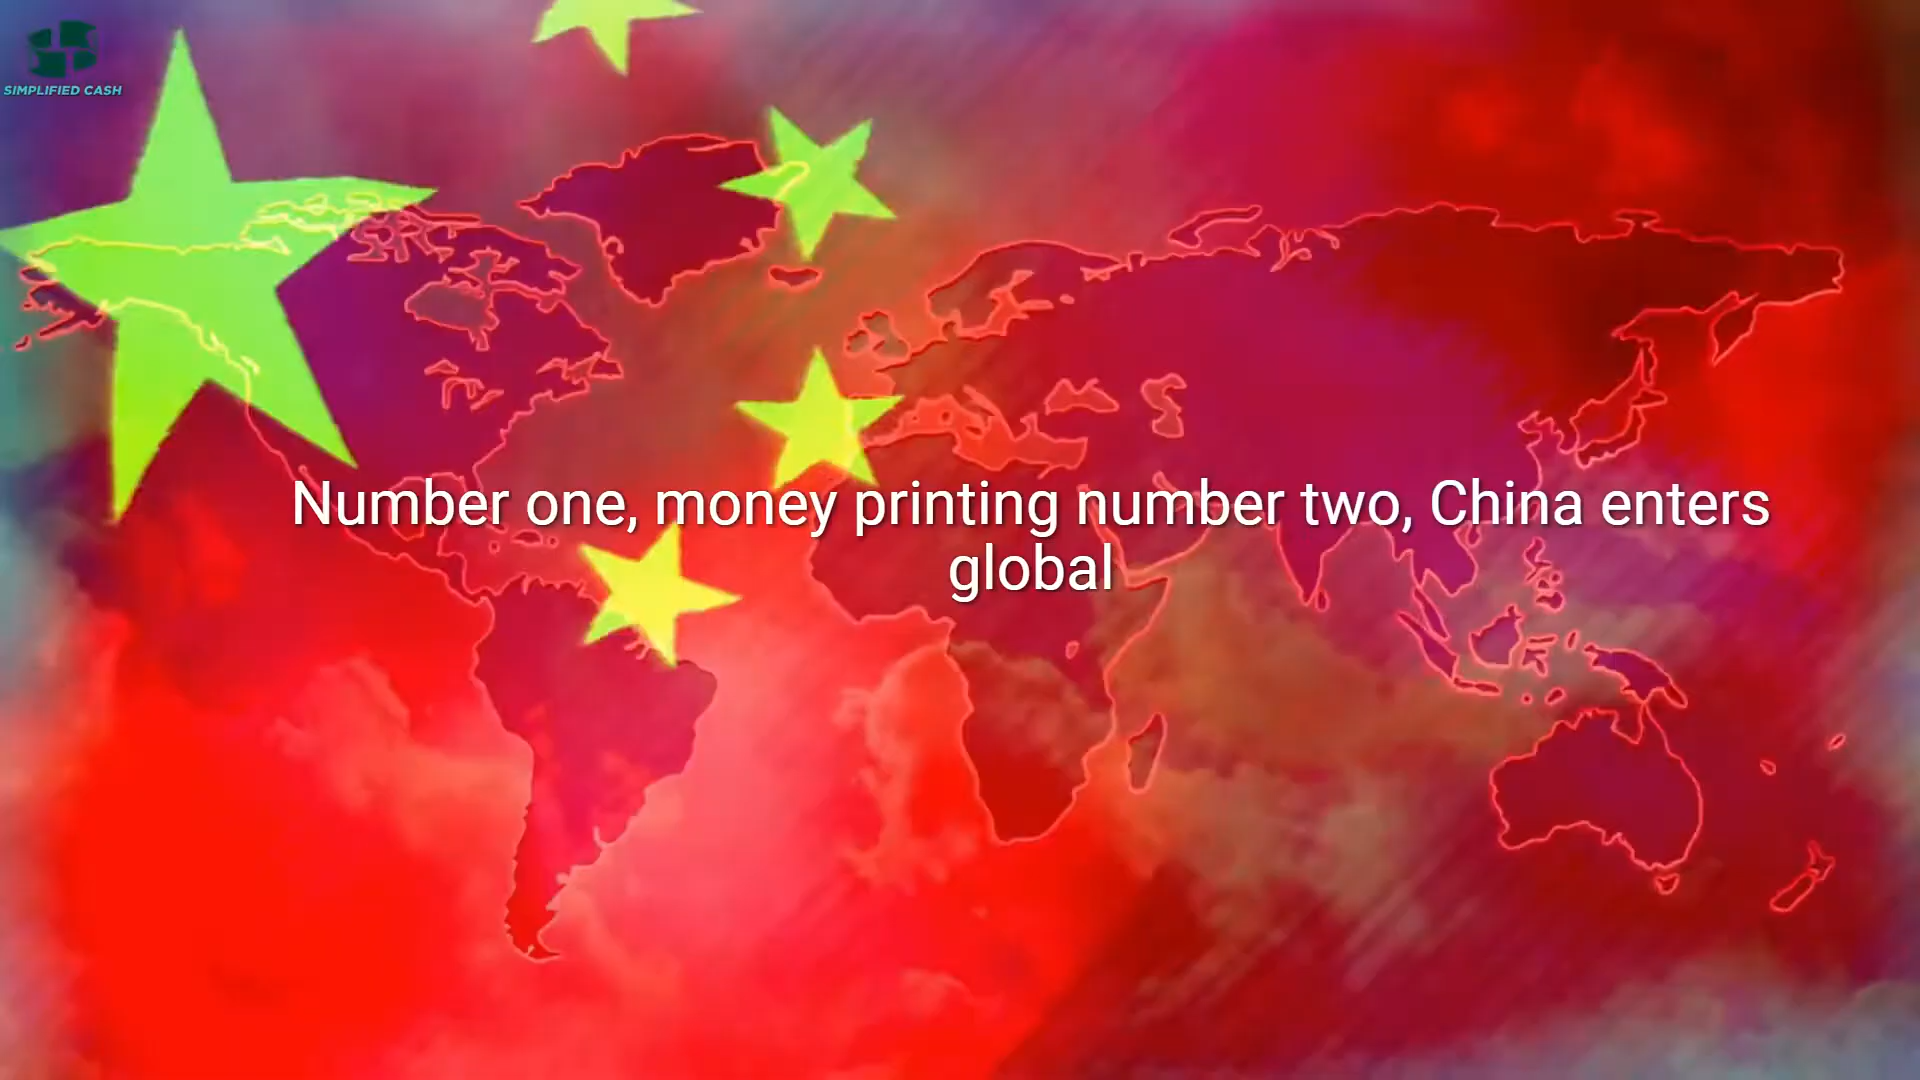 SIMPLIFIED CASH
Number one, money printing number two, China enters
global